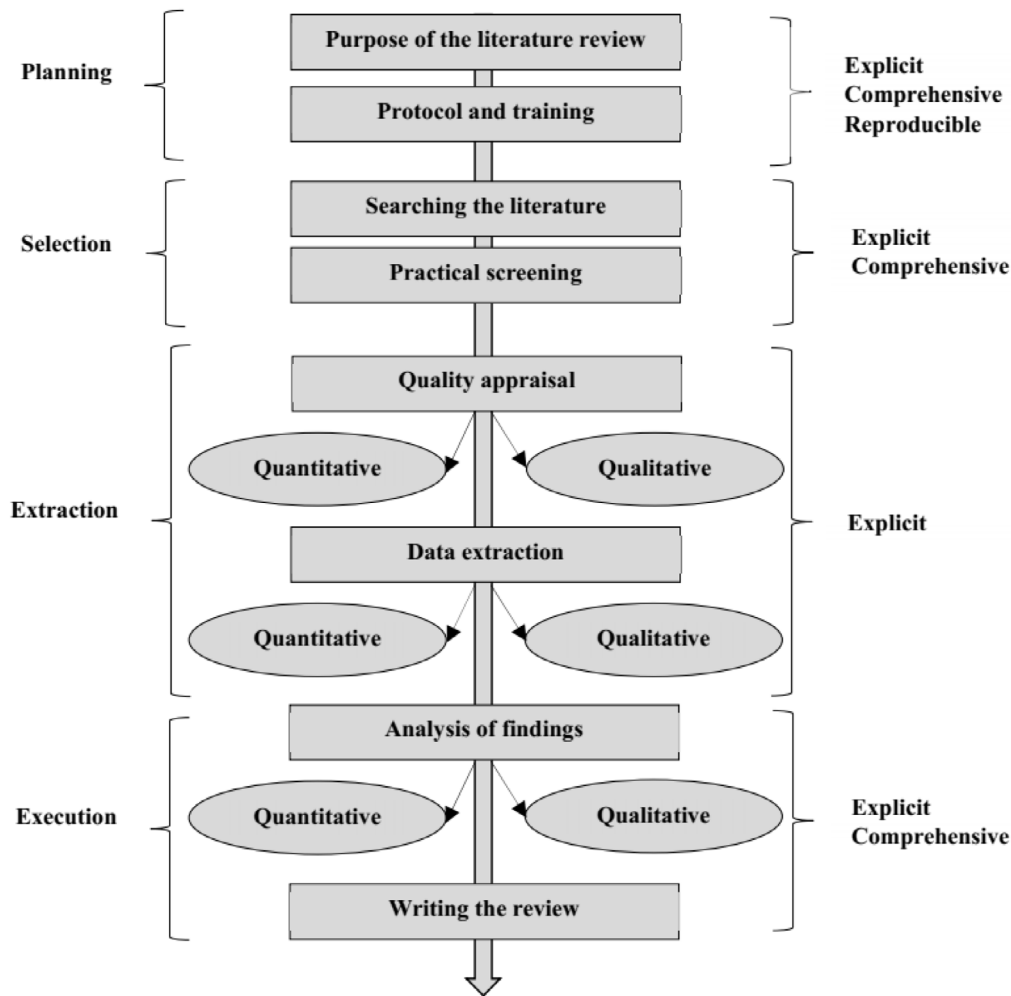 Purpose of the literature review
Planning
Explicit
Comprehensive
Reproducible
Protocol and training
Searching the literature
Selection
Explicit
Comprehensive
Practical screening
Quality appraisal
Quantitative
Qualitative
Extraction
Explicit
Data extraction
Quantitative
Qualitative
Analysis of findings
Execution
Quantitative
Qualitative
Explicit
Comprehensive
Writing the review